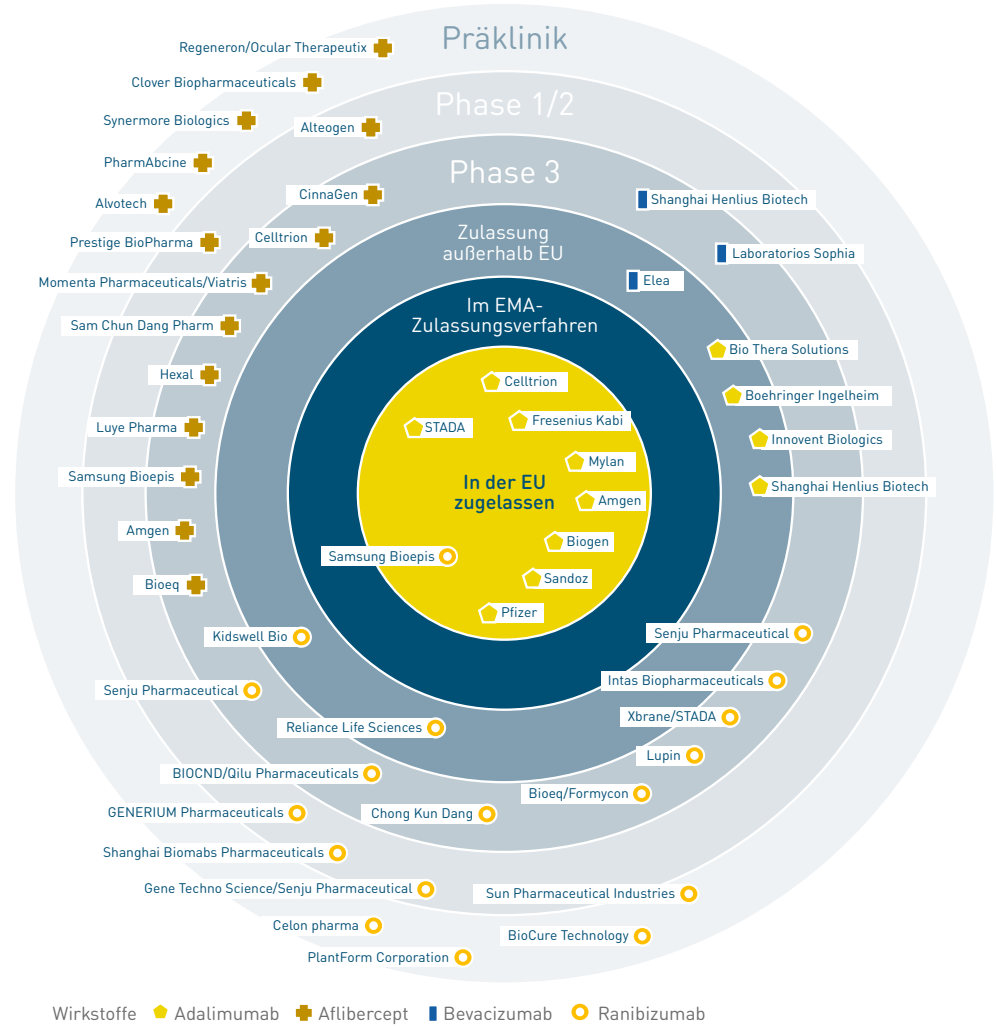 Präklinik
Regeneron/Ocular Therapeutix
Clover Biopharmaceuticals
Phase 1/2
Synermore Biologics
Alteogen
PharmAbcine
Phase 3
CinnaGen
Shanghai Henlius Biotech
Alvotech
Zulassung
außerhalb EU
Celltrion
Prestige BioPharma
Laboratorios Sophia
Momenta Pharmaceuticals/Viatris
Elea
Im EMA-
Zulassungsverfahren
Sam Chun Dang Pharm
Bio Thera Solutions
Hexal
Celltrion
Boehringer Ingelheim
Luye Pharma
STADA
Fresenius Kabi
Innovent Biologics
Mylan
Samsung Bioepis
In der EU
zugelassen
Shanghai Henlius Biotech
Amgen
Amgen
Biogen
Samsung Bioepis
Sandoz
Bioeq
Pfizer
Kidswell Bio
Senju Pharmaceutical
Intas Biopharmaceuticals
Senju Pharmaceutical
Xbrane/STADA
Reliance Life Sciences
Lupin
BIOCND/Qilu Pharmaceuticals
Bioeq/Formycon
GENERIUM Pharmaceuticals
Chong Kun Dang
Shanghai Biomabs Pharmaceuticals
Gene Techno Science/Senju Pharmaceutical
Sun Pharmaceutical Industries
Celon pharma
BioCure Technology
PlantForm Corporation
Wirkstoffe Adalimumab Aflibercept Bevacizumab Ranibizumab